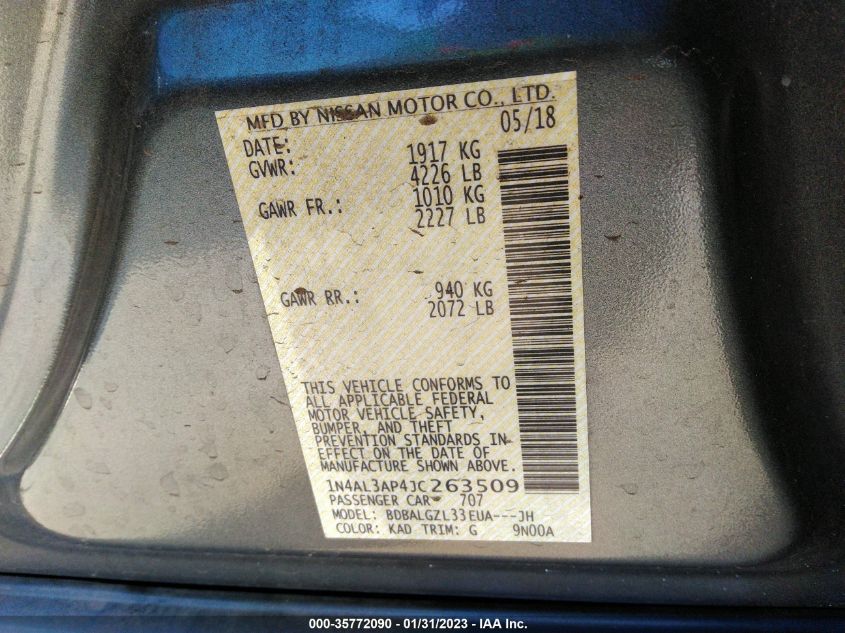 MFD BY NISSAN MOTOR CO., LTD.
DATE: 05/18
GVWR: 1917 KG
4226 LB
GAWR FR.: 1010 KG
2227 LB
GAWR RR.: 940 KG
2072 LB
THIS VEHICLE CONFORMS TO
ALL APPLICABLE FEDERAL
MOTOR VEHICLE SAFETY,
BUMPER, AND THEFT
PREVENTION STANDARDS IN
EFFECT ON THE DATE OF
MANUFACTURE SHOWN ABOVE.
1N4AL3AP4JC263509
PASSENGER CAR 707
MODEL: BDBALGZL33EUA---JH
COLOR: KAD TRIM: G 9N00A
000-35772090 - 01/31/2023 - IAA Inc.